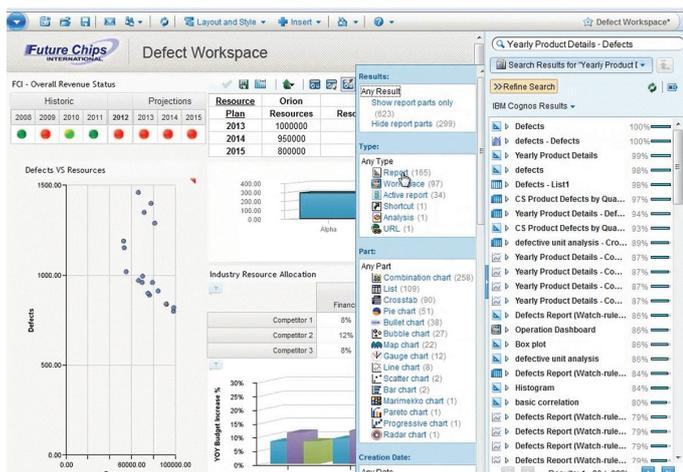 Layout and Style
Insert
Defect Workspace*
Future Chips
INTERNATIONAL
Defect Workspace
FCI - Overall Revenue Status
Historic Projections
2008 2009 2010 2011 2012 2013 2014 2015
Resource Orion
Plan Resources
2013 1000000
2014 950000
2015 800000
400.00
300.00
200.00
100.00
0.00
Alpha
Defects VS Resources
1500.00
1000.00
500.00
0.00
Defects
0.00 60000.00 100000.00
Industry Resource Allocation
Competitor 1 8%
Competitor 2 12%
Competitor 3 8%
YOY Budget Increase %
30%
20%
15%
10%
5%
0%
Results:
Any Result
Show report parts only
(623)
Hide report parts (299)
Type:
Any Type
Report (165)
Workspace (97)
Active report (34)
Shortcut (1)
Analysis (1)
URL (1)
Part:
Any Part
Combination chart (258)
List (109)
Crosstab (90)
Pie chart (51)
Bullet chart (38)
Bubble chart (27)
Map chart (22)
Gauge chart (12)
Line chart (8)
Scatter chart (2)
Bar chart (2)
Marimekko chart (1)
Pareto chart (1)
Progressive chart (1)
Radar chart (1)
Creation Date:
Any Date
Yearly Product Details - Defects
Search Results for "Yearly Product D
>>Refine Search
IBM Cognos Results
Defects 100%
defects - Defects 100%
Yearly Product Details 99%
defects 98%
Defects - List1 98%
CS Product Defects by Qua... 97%
Yearly Product Details - Def... 94%
CS Product Defects by Qua... 93%
defective unit analysis - Cro... 89%
Yearly Product Details - Co... 87%
Yearly Product Details - Co... 87%
Yearly Product Details - Co... 87%
Yearly Product Details - Co... 87%
Defects Report (Watch-rule... 86%
Operation Dashboard 86%
Box plot 86%
defective unit analysis 86%
Defects Report (Watch-rule... 84%
Histogram 84%
basic correlation 80%
Defects Report (Watch-rule... 79%
Defects Report (Watch-rule... 79%
Defects Report (Watch-rule... 79%
Defects Report (Watch-rule... 79%